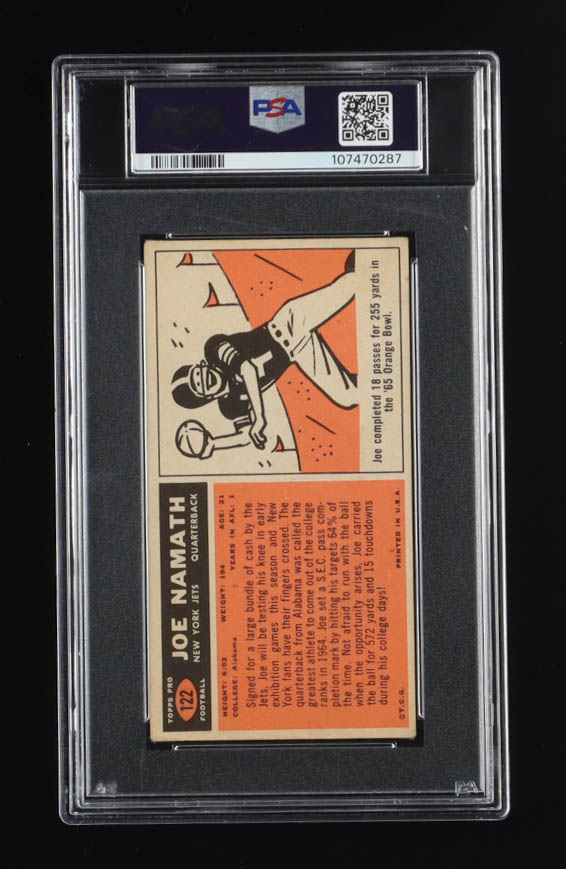 PSA
107470287
TOPPS PRO
122
FOOTBALL
JOE NAMATH
NEW YORK JETS QUARTERBACK
HEIGHT: 6:02 WEIGHT: 194 AGE: 21
COLLEGE: Alabama YEARS IN AFL: 1
Signed for a large bundle of cash by the
Jets, Joe will be testing his knee in early
exhibition games this season and New
York fans have their fingers crossed. The
quarterback from Alabama was called the
greatest athlete to come out of the college
ranks in 1964. Joe set a S.E.C. pass com-
pletion mark by hitting his targets 64% of
the time. Not afraid to run with the ball
when the opportunity arises, Joe carried
the ball for 572 yards and 15 touchdowns
during his college days!
©T.C.G. PRINTED IN U.S.A.
Joe completed 18 passes for 255 yards in
the '65 Orange Bowl.